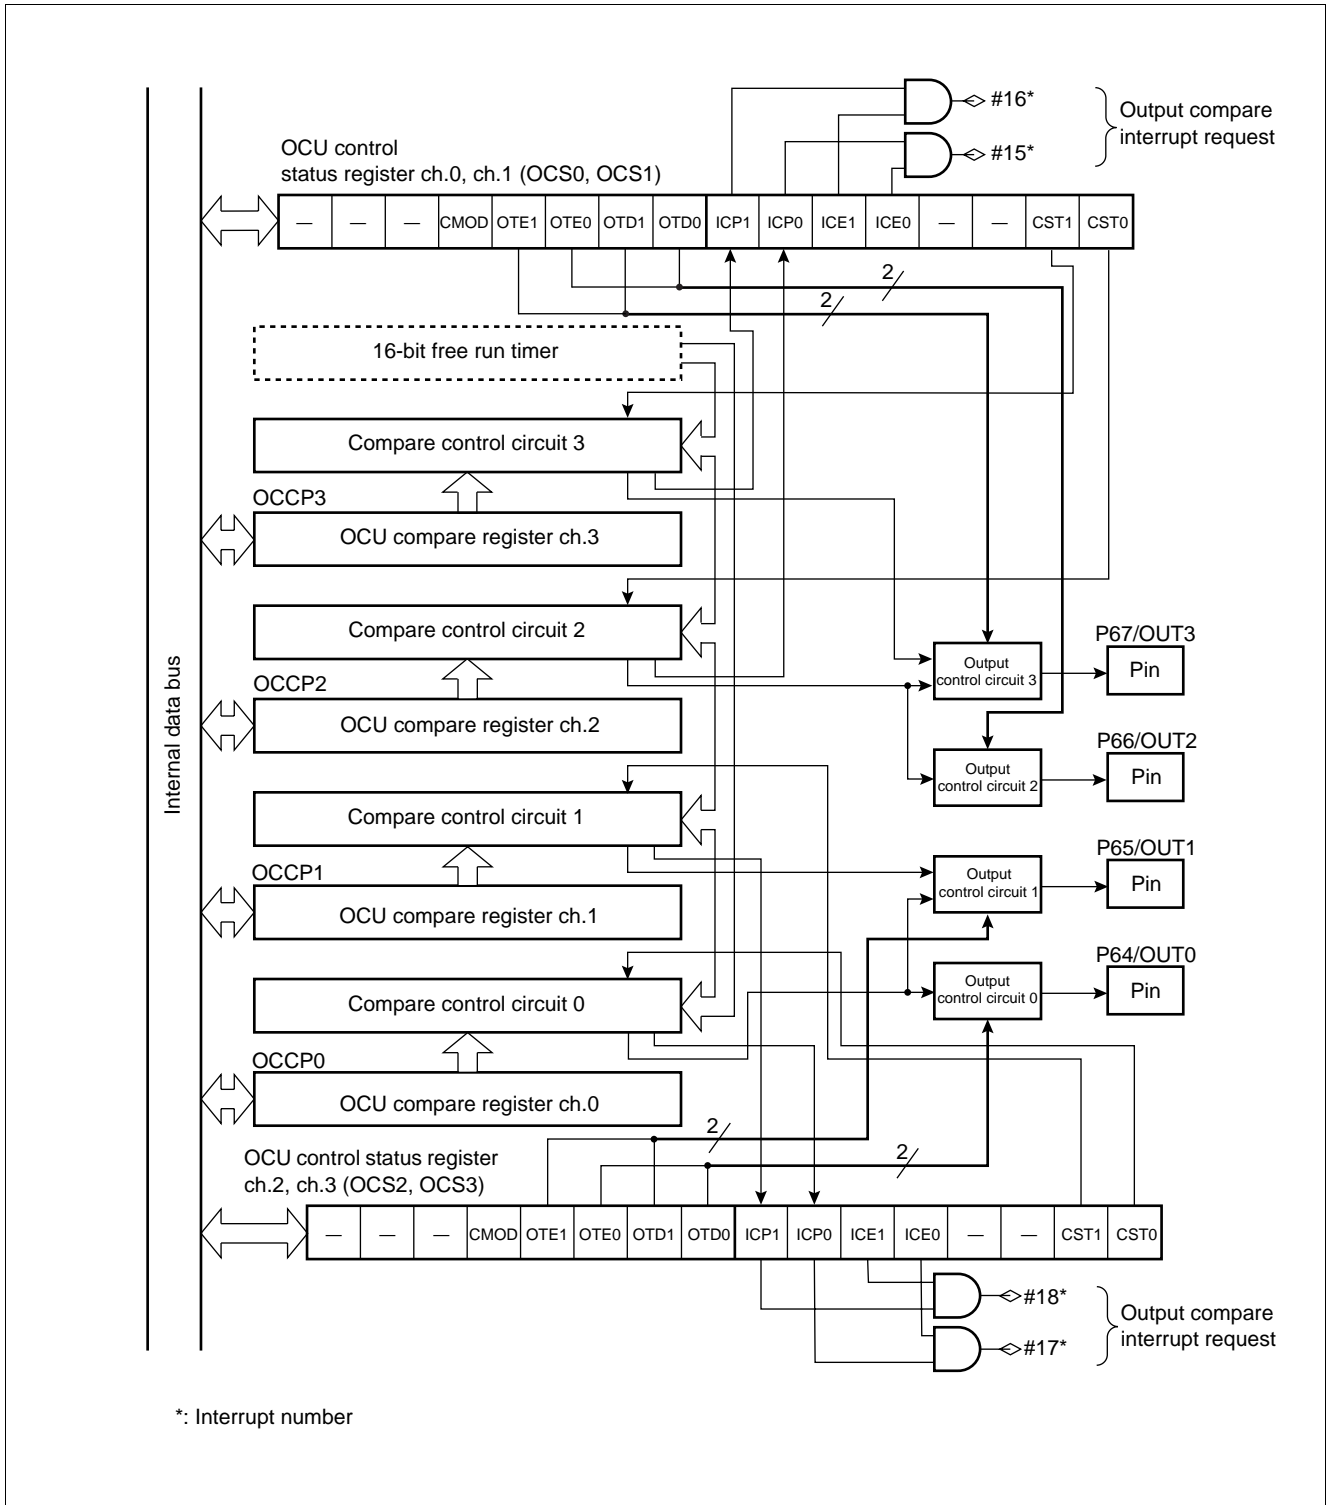 #16*
Output compare
interrupt request
#15*
OCU control
status register ch.0, ch.1 (OCS0, OCS1)
— — — CMOD OTE1 OTE0 OTD1 OTD0 ICP1 ICP0 ICE1 ICE0 — — CST1 CST0
2
2
16-bit free run timer
Compare control circuit 3
OCCP3
OCU compare register ch.3
Compare control circuit 2
OCCP2
OCU compare register ch.2
Compare control circuit 1
OCCP1
OCU compare register ch.1
Compare control circuit 0
OCCP0
OCU compare register ch.0
Internal data bus
Output
control circuit 3
P67/OUT3
Pin
Output
control circuit 2
P66/OUT2
Pin
Output
control circuit 1
P65/OUT1
Pin
Output
control circuit 0
P64/OUT0
Pin
2
2
OCU control status register
ch.2, ch.3 (OCS2, OCS3)
— — — CMOD OTE1 OTE0 OTD1 OTD0 ICP1 ICP0 ICE1 ICE0 — — CST1 CST0
#18*
Output compare
interrupt request
#17*
*: Interrupt number